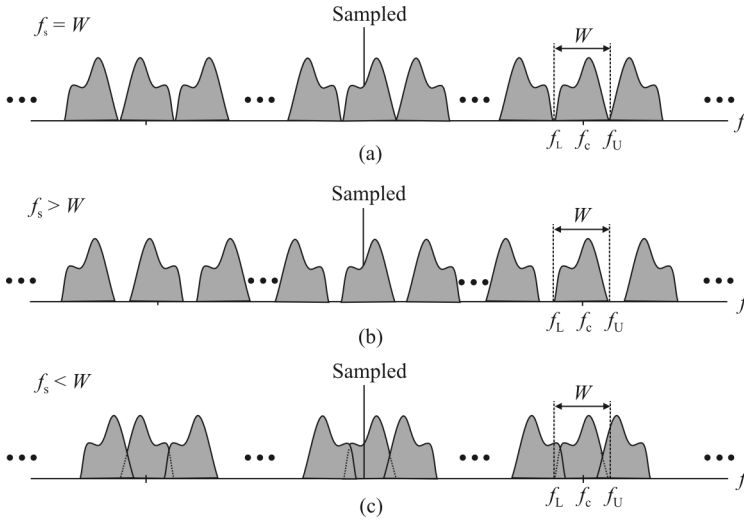 Sampled
fs = W
W
f
fL fc fU
(a)
Sampled
fs > W
W
f
fL fc fU
(b)
Sampled
fs < W
W
f
fL fc fU
(c)